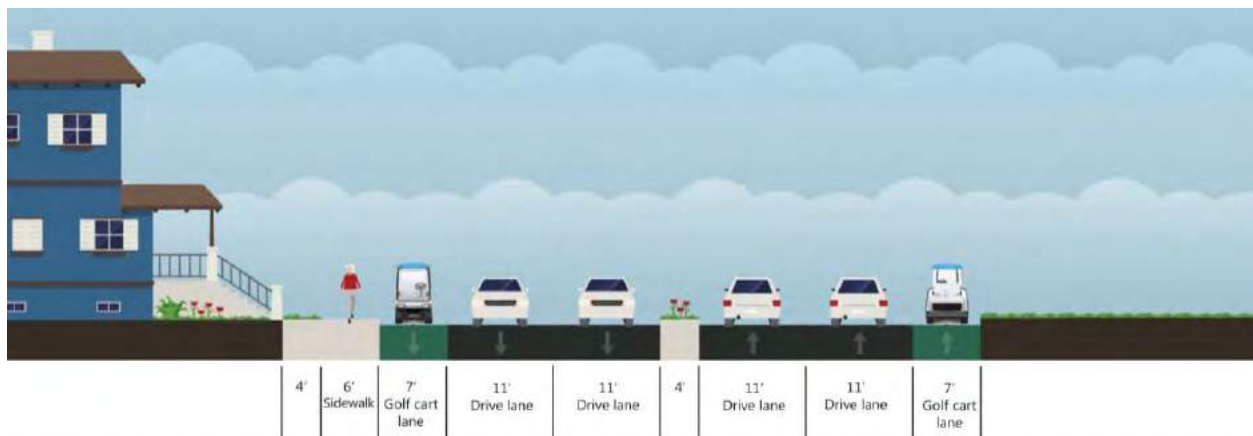 4'
6'
Sidewalk
7'
Golf cart
lane
11'
Drive lane
11'
Drive lane
4'
11'
Drive lane
11'
Drive lane
7'
Golf cart
lane